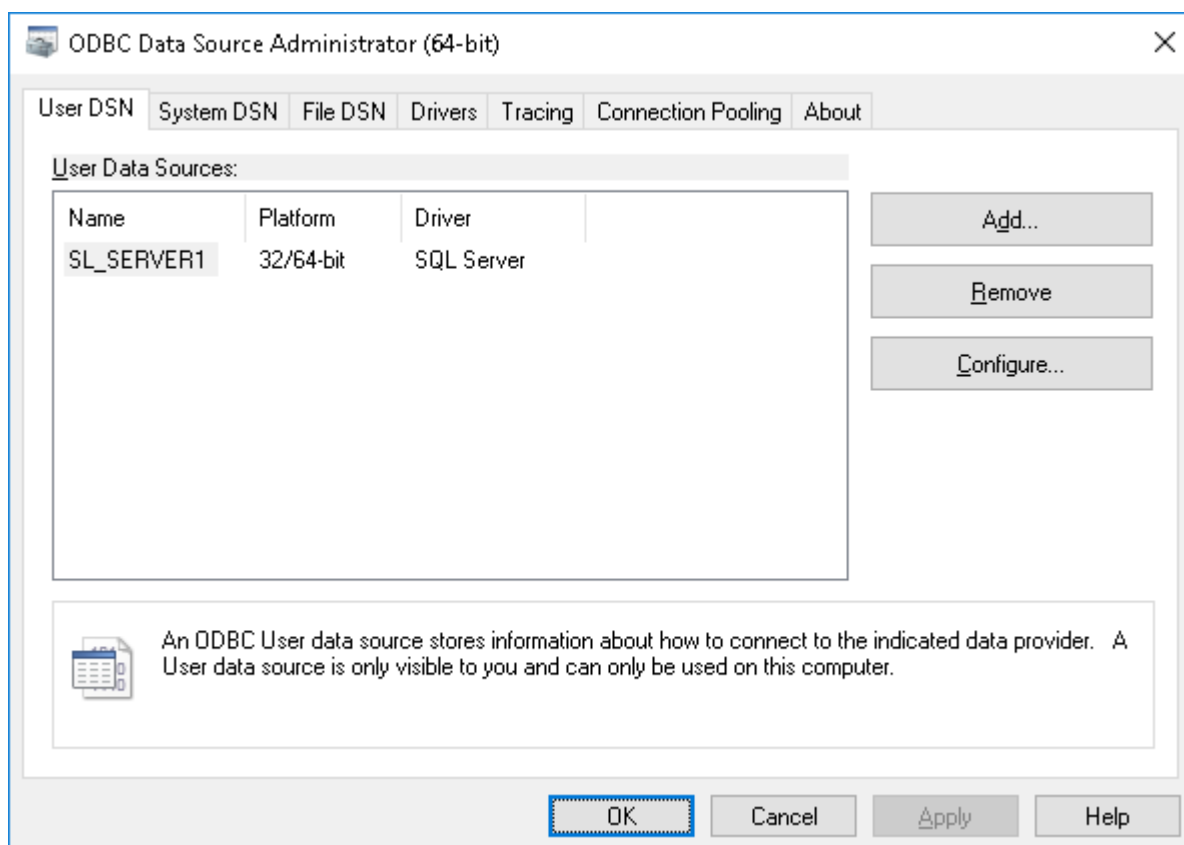 ODBC Data Source Administrator (64-bit)
User DSN System DSN File DSN Drivers Tracing Connection Pooling About
User Data Sources:
Name Platform Driver
SL_SERVER1 32/64-bit SQL Server
Add...
Remove
Configure...
An ODBC User data source stores information about how to connect to the indicated data provider. A
User data source is only visible to you and can only be used on this computer.
OK Cancel Apply Help